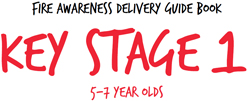 FIRE AWARENESS DELIVERY GUIDE BOOK
KEY STAGE 1
5-7 YEAR OLDS